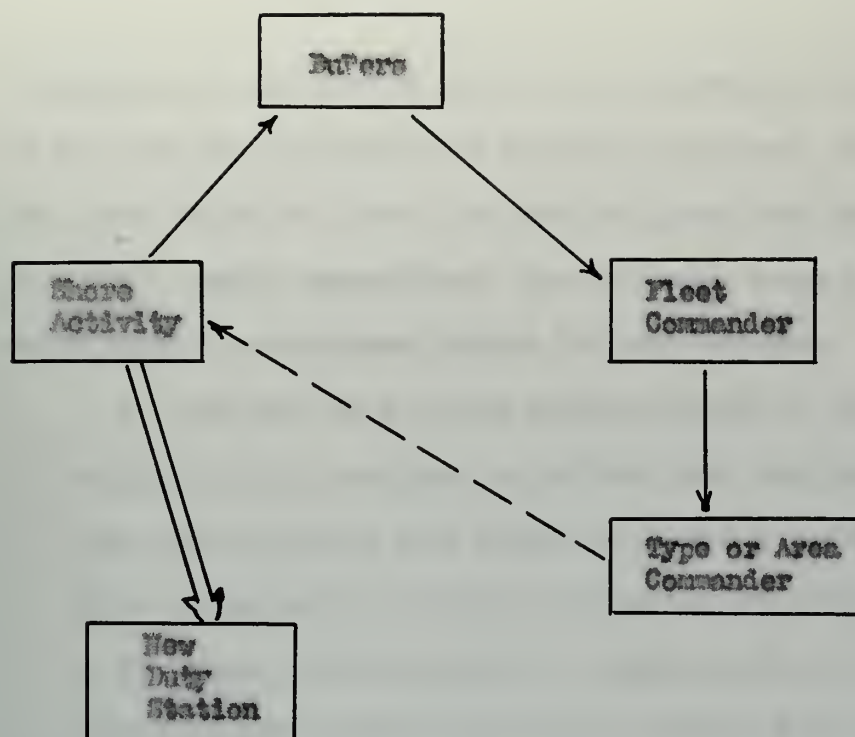 BuPers
Shore
Activity
Fleet
Commander
Type or Area
Commander
New
Duty
Station